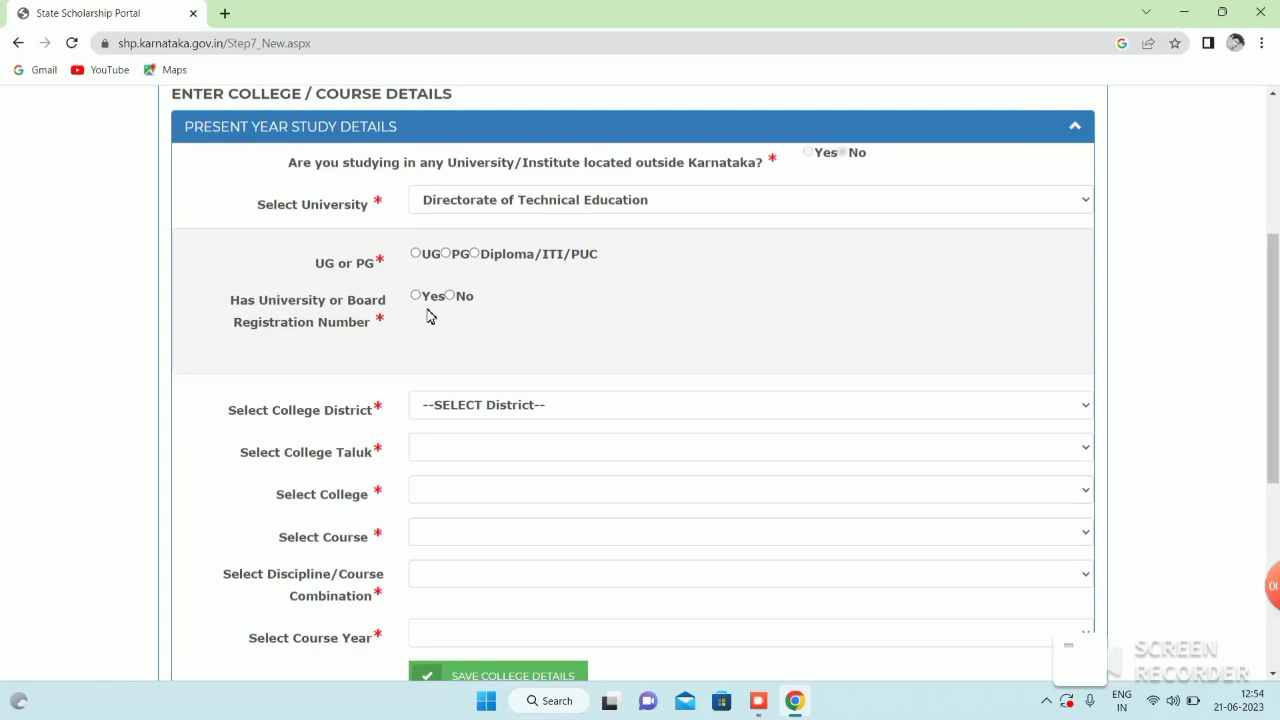 State Scholarship Portal
shp.karnataka.gov.in/Step7_New.aspx
Gmail YouTube Maps
ENTER COLLEGE / COURSE DETAILS
PRESENT YEAR STUDY DETAILS
Are you studying in any University/Institute located outside Karnataka? * Yes No
Select University * Directorate of Technical Education
UG or PG* UG PG Diploma/ITI/PUC
Has University or Board
Registration Number * Yes No
Select College District* --SELECT District--
Select College Taluk*
Select College *
Select Course *
Select Discipline/Course
Combination*
Select Course Year*
SAVE COLLEGE DETAILS
SCREEN
RECORDER
00
Search
ENG
IN
12:54
21-06-2023